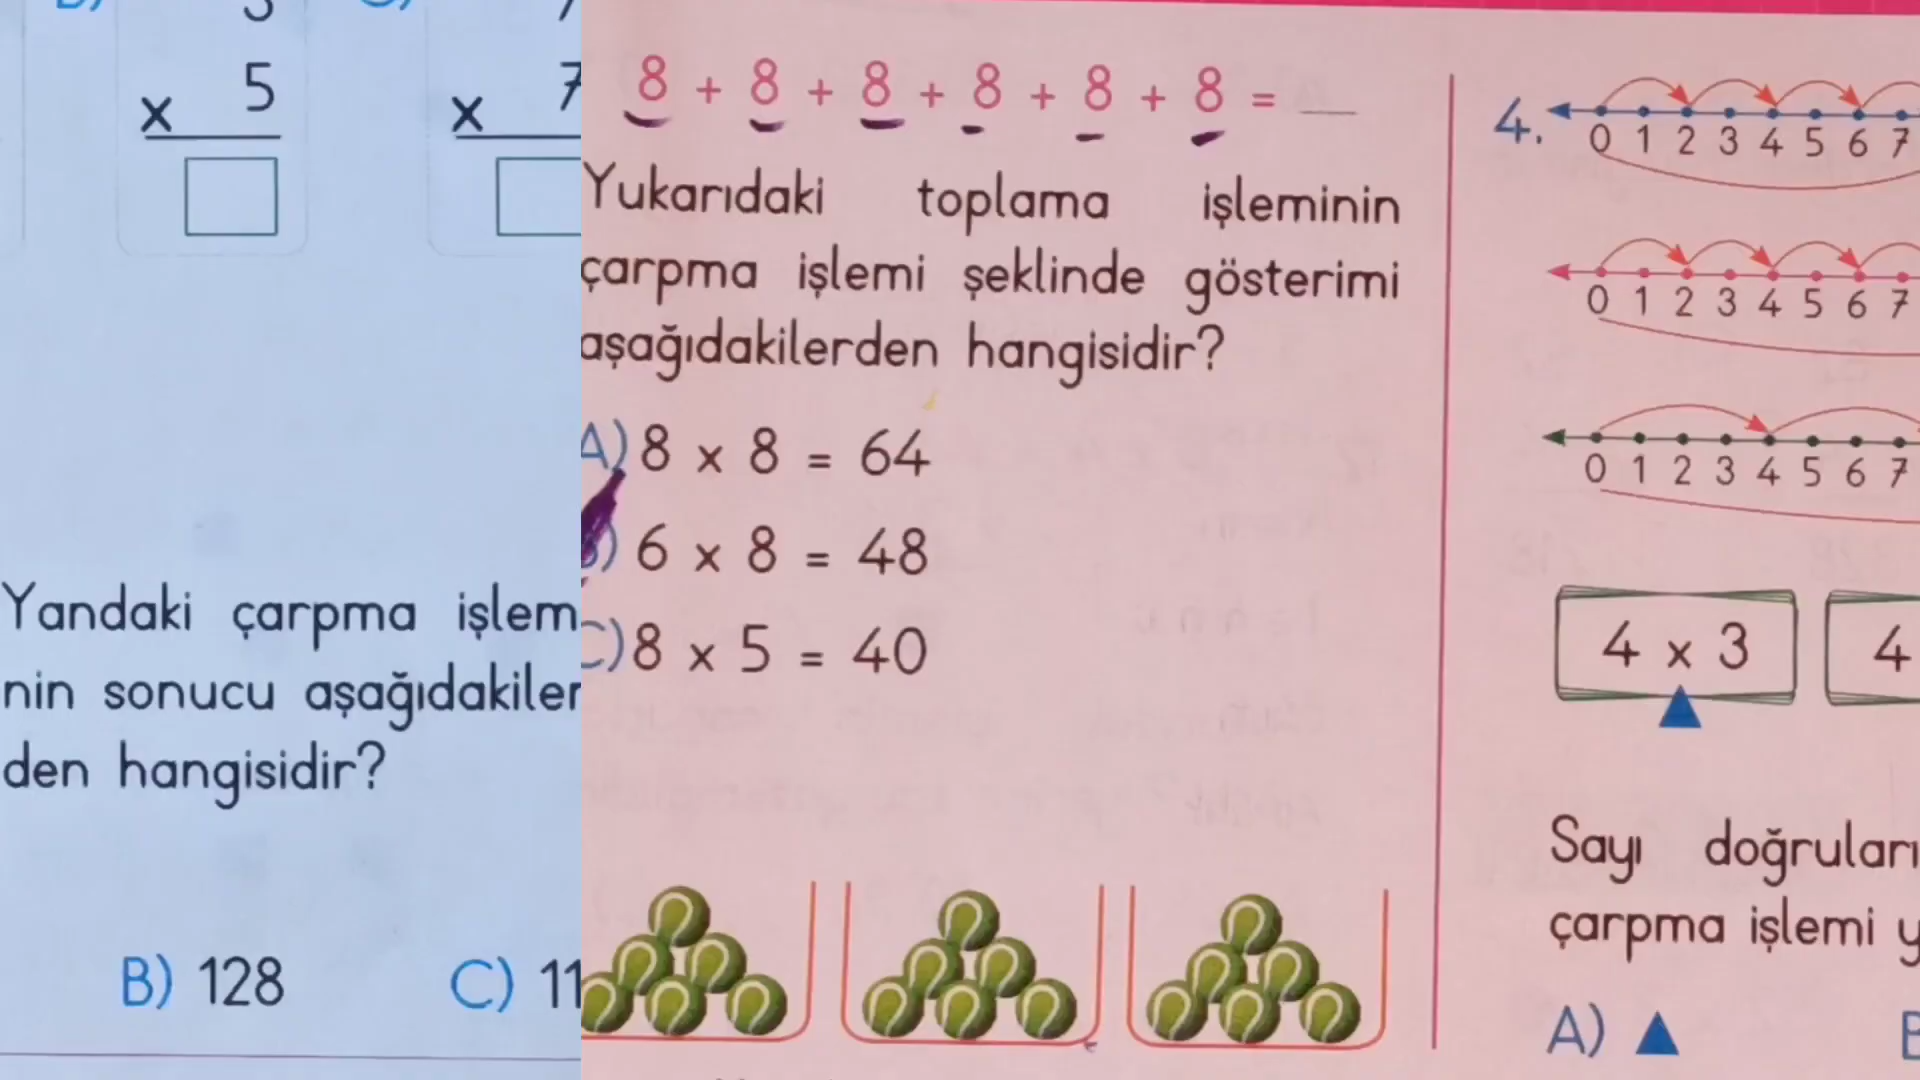 5
x 5
x 7
Yandaki çarpma işlem
nin sonucu aşağıdakiler
den hangisidir?
B) 128
C) 11
8 + 8 + 8 + 8 + 8 + 8 = __
Yukarıdaki toplama işleminin
çarpma işlemi şeklinde gösterimi
aşağıdakilerden hangisidir?
A) 8 x 8 = 64
B) 6 x 8 = 48
C) 8 x 5 = 40
4.
0 1 2 3 4 5 6 7
0 1 2 3 4 5 6 7
0 1 2 3 4 5 6 7
4 x 3
4
Sayı doğruları
çarpma işlemi y
A)